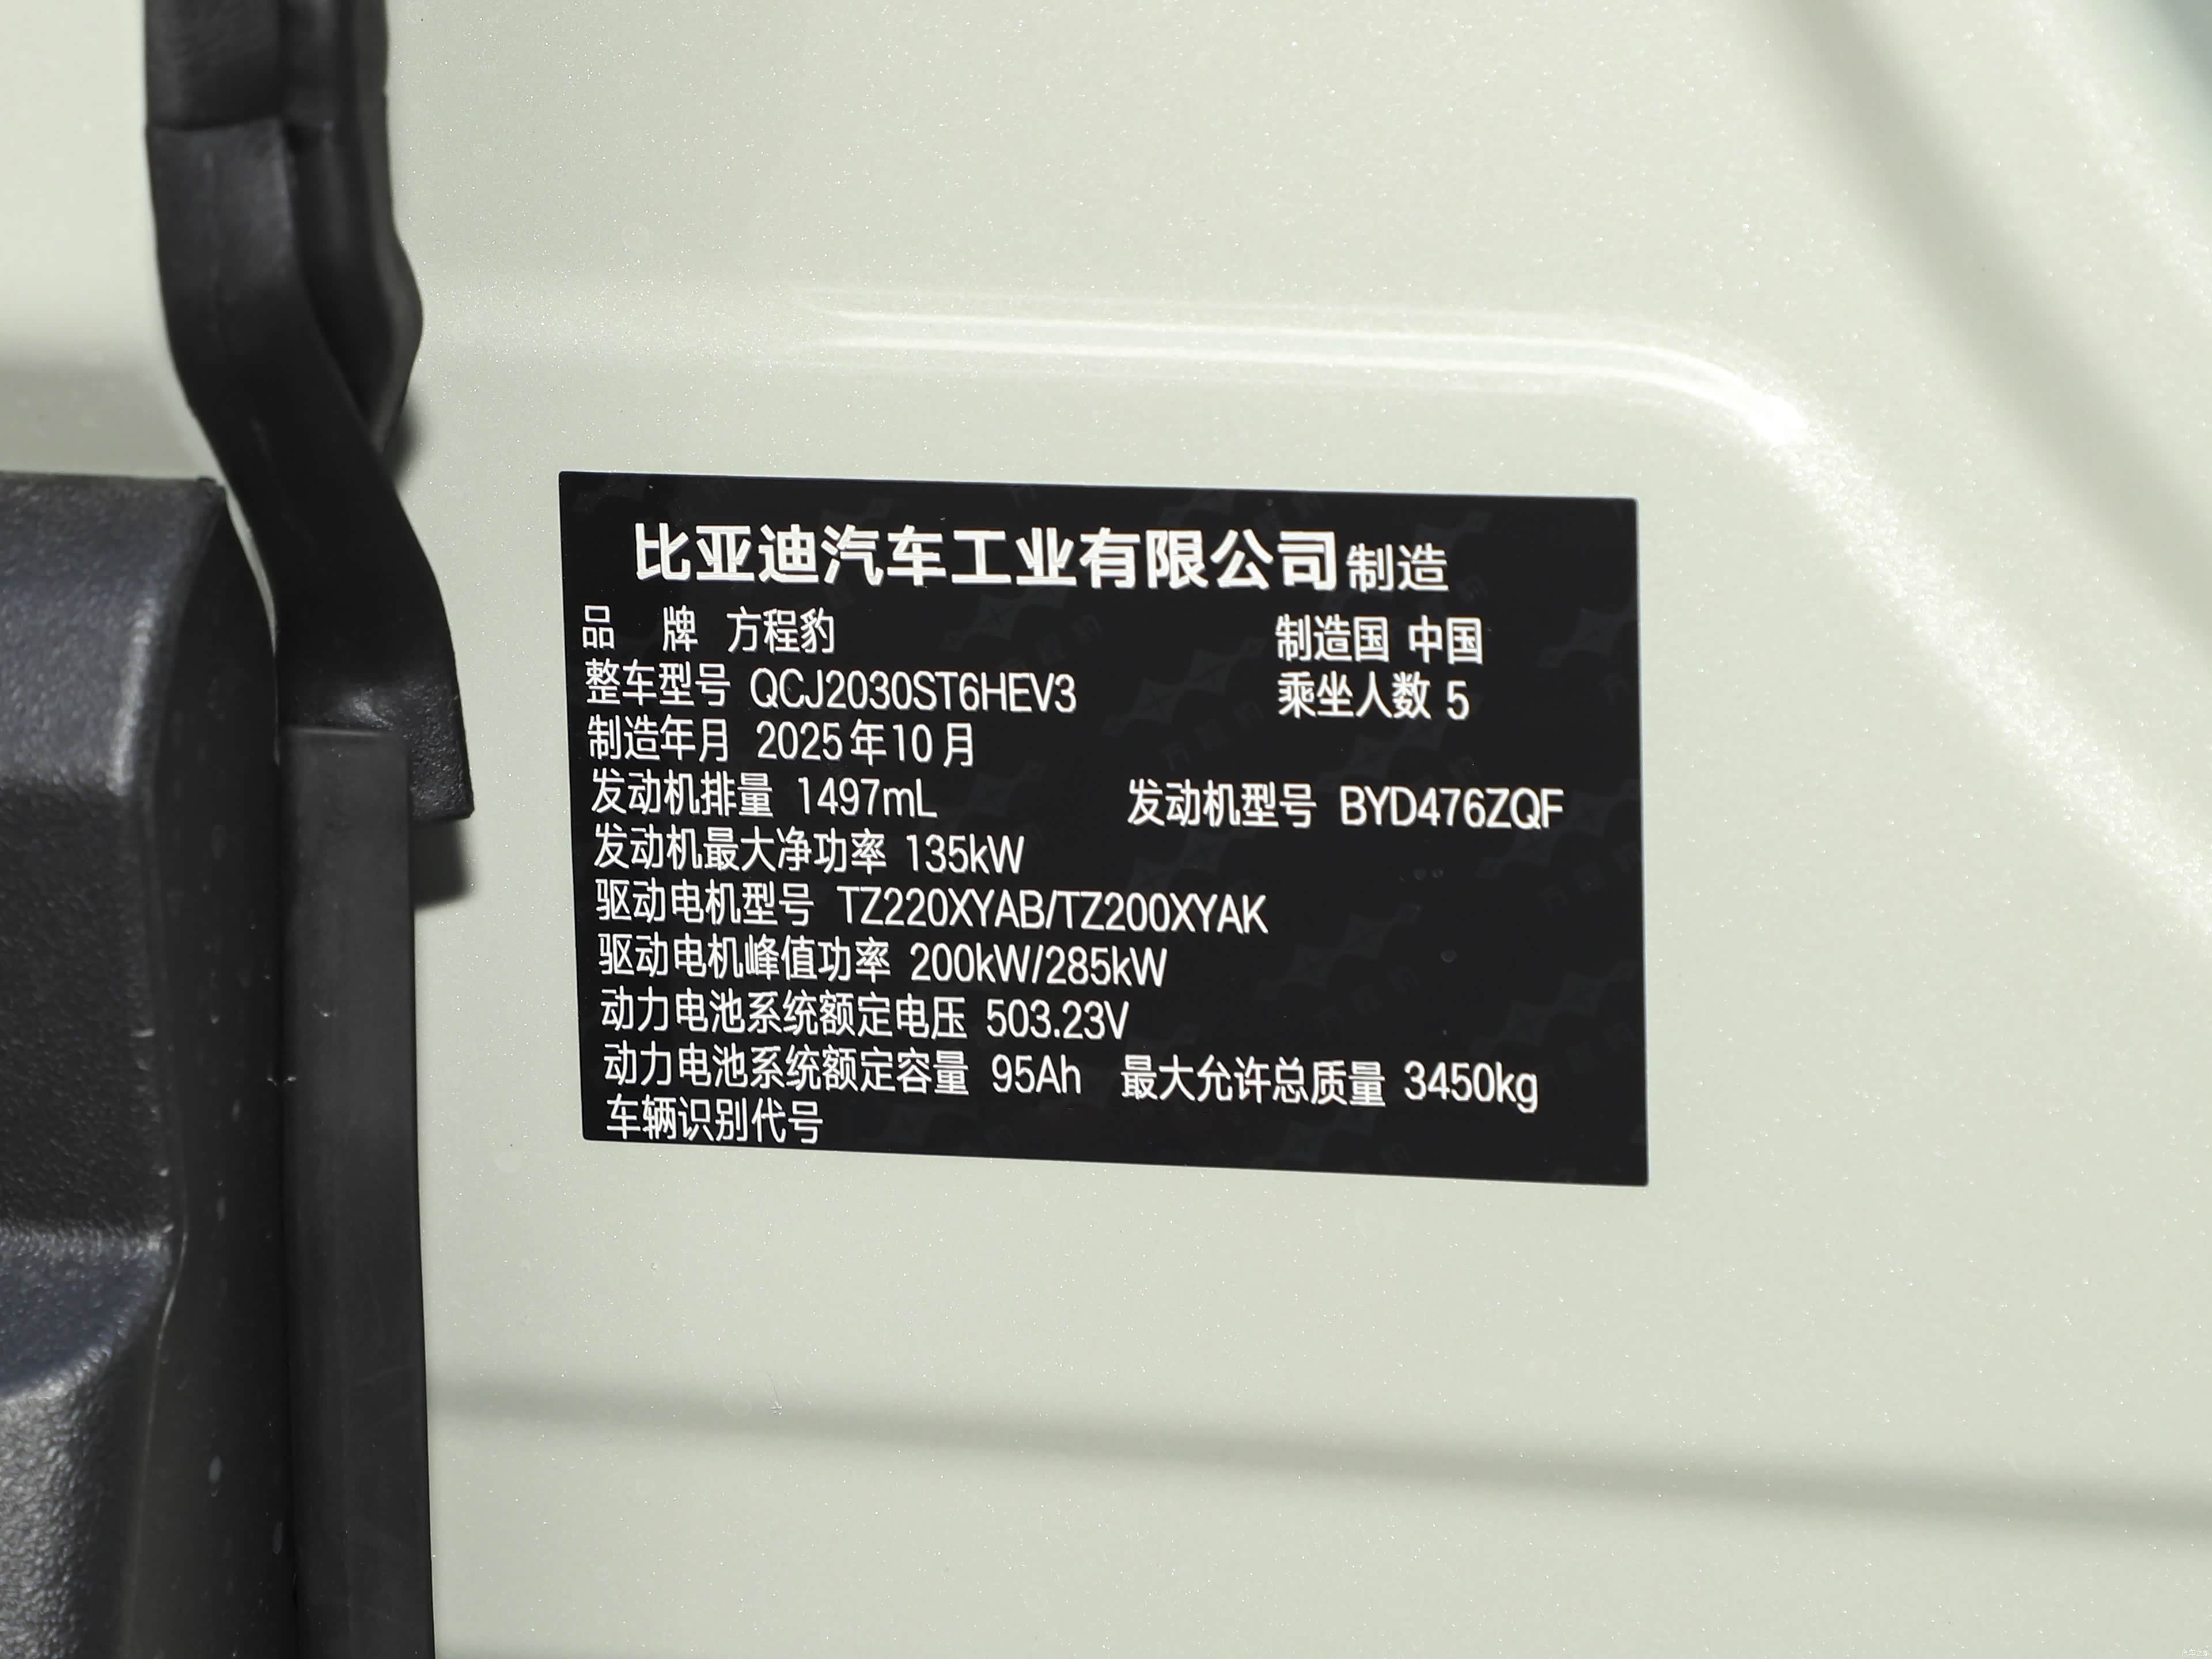 比亚迪汽车工业有限公司制造
品 牌 方程豹 制造国 中国
整车型号 QCJ2030ST6HEV3 乘坐人数 5
制造年月 2025年10月
发动机排量 1497mL 发动机型号 BYD476ZQF
发动机最大净功率 135kW
驱动电机型号 TZ220XYAB/TZ200XYAK
驱动电机峰值功率 200kW/285kW
动力电池系统额定电压 503.23V
动力电池系统额定容量 95Ah 最大允许总质量 3450kg
车辆识别代号